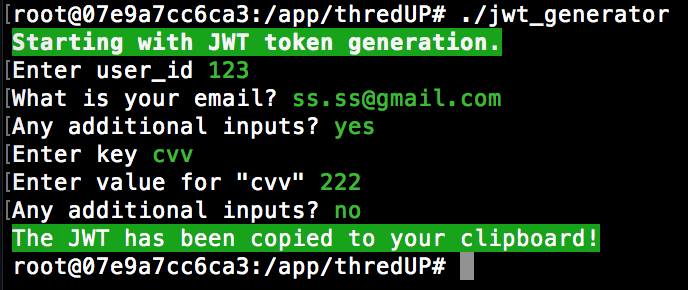 [root@07e9a7cc6ca3:/app/thredUP# ./jwt_generator
Starting with JWT token generation.
[Enter user_id 123
[What is your email? ss.ss@gmail.com
[Any additional inputs? yes
[Enter key cvv
[Enter value for "cvv" 222
[Any additional inputs? no
The JWT has been copied to your clipboard!
root@07e9a7cc6ca3:/app/thredUP#